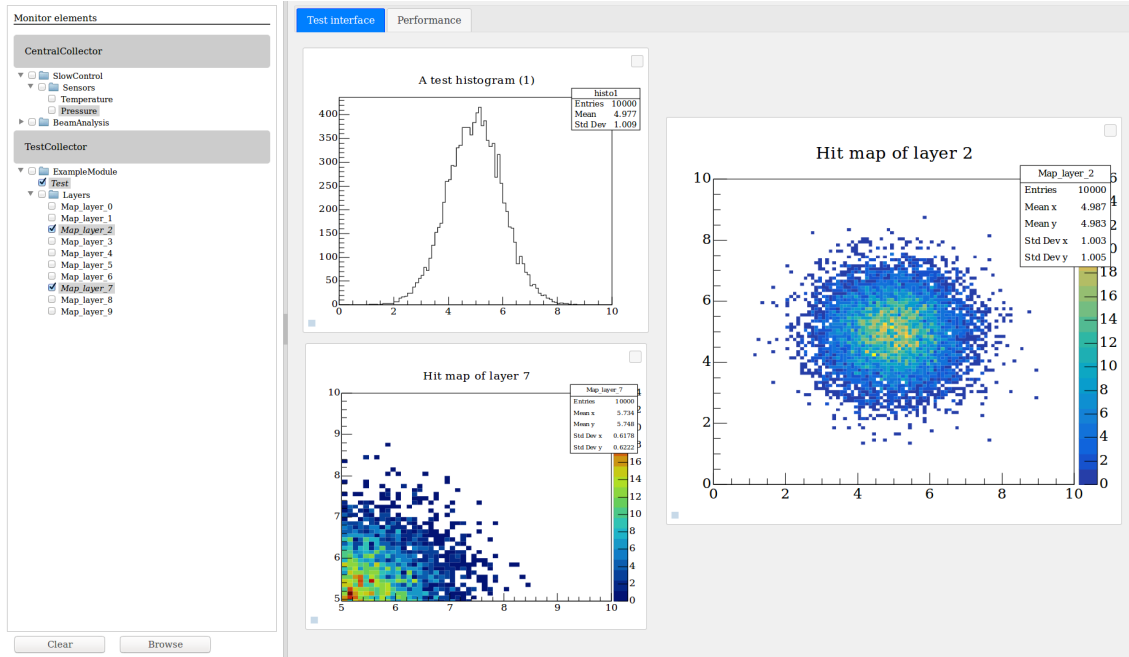 Monitor elements
CentralCollector
SlowControl
Sensors
Temperature
Pressure
BeamAnalysis
TestCollector
ExampleModule
Test
Layers
Map_layer_0
Map_layer_1
Map_layer_2
Map_layer_3
Map_layer_4
Map_layer_5
Map_layer_6
Map_layer_7
Map_layer_8
Map_layer_9
Clear Browse
Test interface Performance
A test histogram (1)
histo1
Entries 10000
Mean 4.977
Std Dev 1.009
400
350
300
250
200
150
100
50
0
0 2 4 6 8 10
Hit map of layer 7
Map_layer_7
Entries 10000
Mean x 5.734
Mean y 5.748
Std Dev x 0.6178
Std Dev y 0.6222
10
9
8
7
6
5
5 6 7 8 9 10
16
14
12
10
8
6
4
2
0
Hit map of layer 2
Map_layer_2
Entries 10000
Mean x 4.987
Mean y 4.983
Std Dev x 1.003
Std Dev y 1.005
10
8
6
4
2
0
0 2 4 6 8 10
18
16
14
12
10
8
6
4
2
0